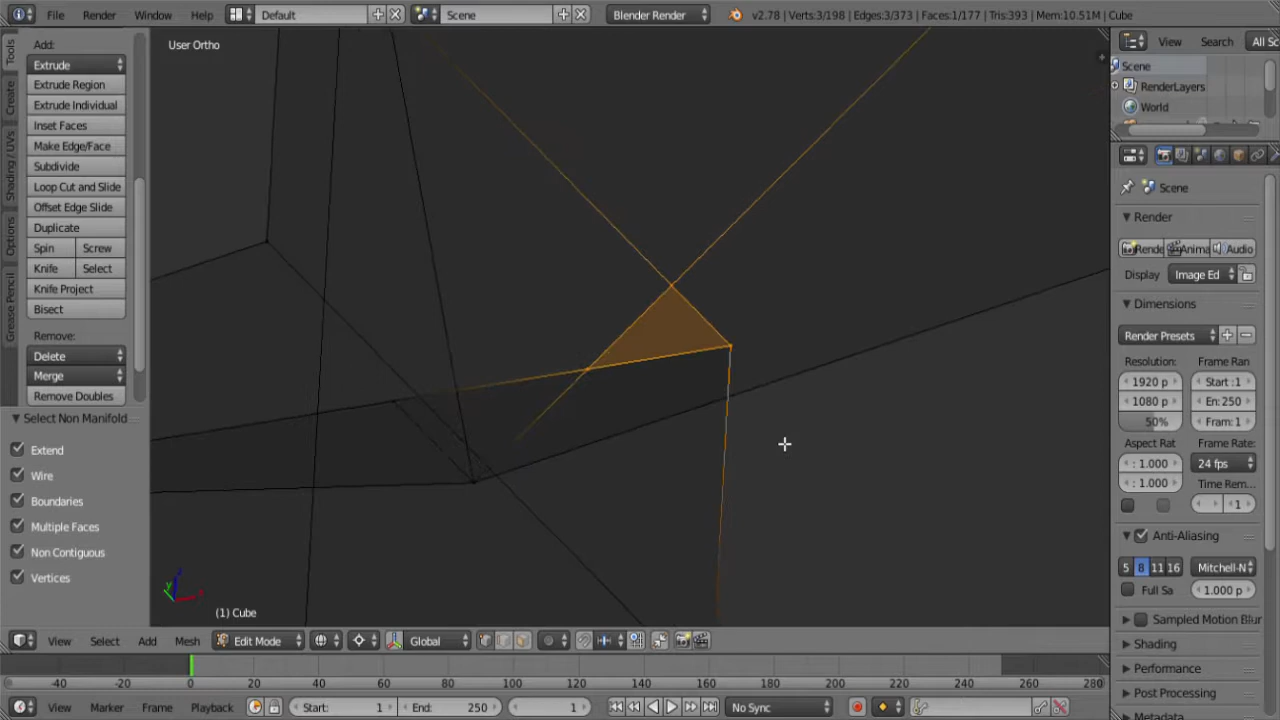 File Render Window Help Default Scene Blender Render v2.78 | Verts:3/198 | Edges:3/373 | Faces:1/177 | Tris:393 | Mem:10.51M | Cube
Tools
Create
Shading / UVs
Options
Grease Pencil
Add:
Extrude
Extrude Region
Extrude Individual
Inset Faces
Make Edge/Face
Subdivide
Loop Cut and Slide
Offset Edge Slide
Duplicate
Spin Screw
Knife Select
Knife Project
Bisect
Remove:
Delete
Merge
Remove Doubles
Select Non Manifold
Extend
Wire
Boundaries
Multiple Faces
Non Contiguous
Vertices
User Ortho
(1) Cube
View Search All Sc
Scene
RenderLayers
World
Scene
Render
Rende Anima Audio
Display Image Ed
Dimensions
Render Presets
Resolution: Frame Ran
1920 p Start :1
1080 p En: 250
50% Fram: 1
Aspect Rat Frame Rate:
: 1.000 24 fps
: 1.000 Time Rem...
1
Anti-Aliasing
5 8 11 16 Mitchell-N
Full Sa 1.000 p
Sampled Motion Blur
Shading
Performance
Post Processing
Metadata
View Select Add Mesh Edit Mode Global
-40 -20 0 20 40 60 80 100 120 140 160 180 200 220 240 260 280
View Marker Frame Playback Start: 1 End: 250 1 No Sync